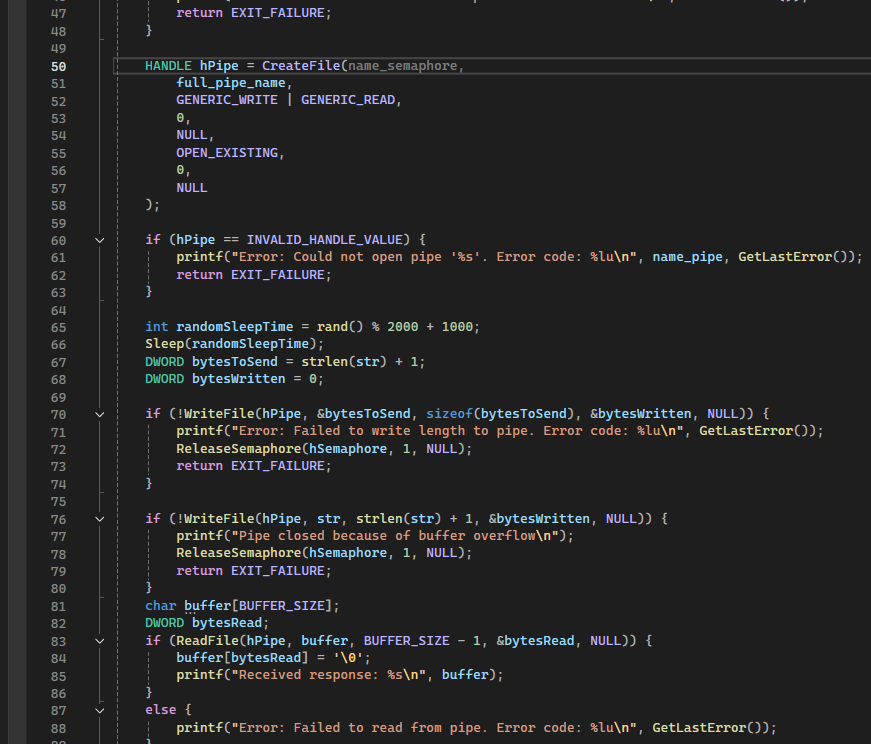 47 return EXIT_FAILURE;
48 }
49
50 HANDLE hPipe = CreateFile(name_semaphore,
51 full_pipe_name,
52 GENERIC_WRITE | GENERIC_READ,
53 0,
54 NULL,
55 OPEN_EXISTING,
56 0,
57 NULL
58 );
59
60 if (hPipe == INVALID_HANDLE_VALUE) {
61 printf("Error: Could not open pipe '%s'. Error code: %lu\n", name_pipe, GetLastError());
62 return EXIT_FAILURE;
63 }
64
65 int randomSleepTime = rand() % 2000 + 1000;
66 Sleep(randomSleepTime);
67 DWORD bytesToSend = strlen(str) + 1;
68 DWORD bytesWritten = 0;
69
70 if (!WriteFile(hPipe, &bytesToSend, sizeof(bytesToSend), &bytesWritten, NULL)) {
71 printf("Error: Failed to write length to pipe. Error code: %lu\n", GetLastError());
72 ReleaseSemaphore(hSemaphore, 1, NULL);
73 return EXIT_FAILURE;
74 }
75
76 if (!WriteFile(hPipe, str, strlen(str) + 1, &bytesWritten, NULL)) {
77 printf("Pipe closed because of buffer overflow\n");
78 ReleaseSemaphore(hSemaphore, 1, NULL);
79 return EXIT_FAILURE;
80 }
81 char buffer[BUFFER_SIZE];
82 DWORD bytesRead;
83 if (ReadFile(hPipe, buffer, BUFFER_SIZE - 1, &bytesRead, NULL)) {
84 buffer[bytesRead] = '\0';
85 printf("Received response: %s\n", buffer);
86 }
87 else {
88 printf("Error: Failed to read from pipe. Error code: %lu\n", GetLastError());